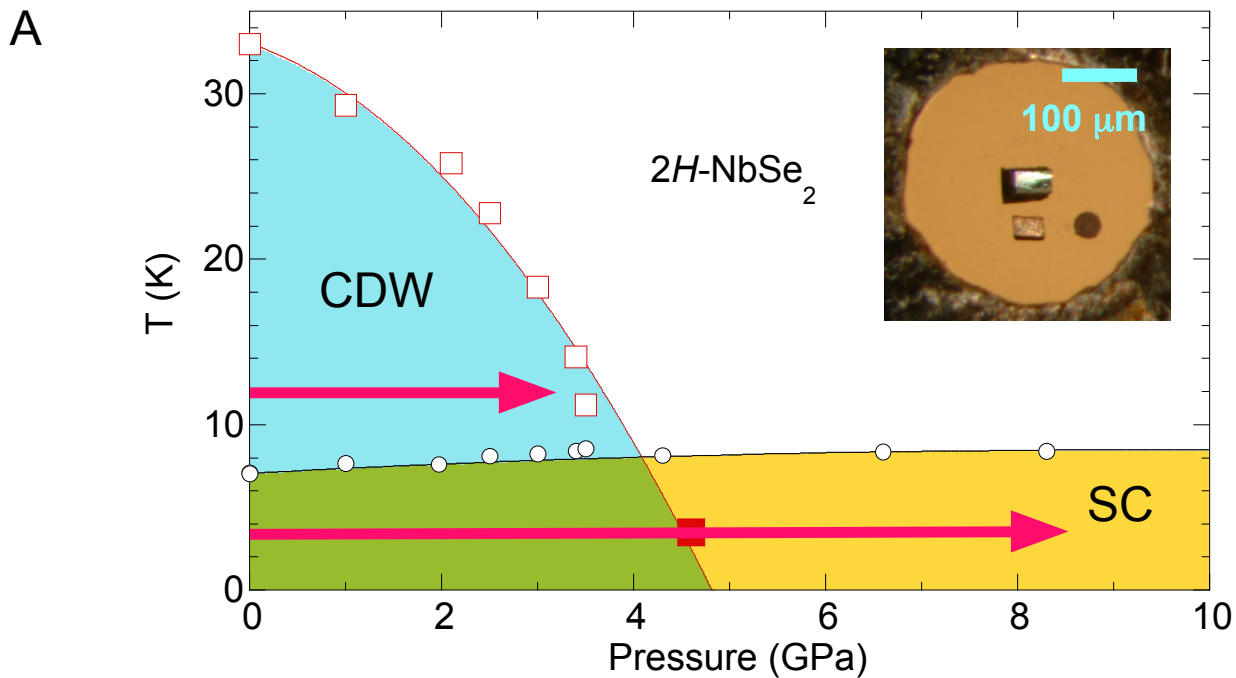 A
2H-NbSe₂
100 μm
CDW
SC
T (K)
30
20
10
0
0 2 4 6 8 10
Pressure (GPa)